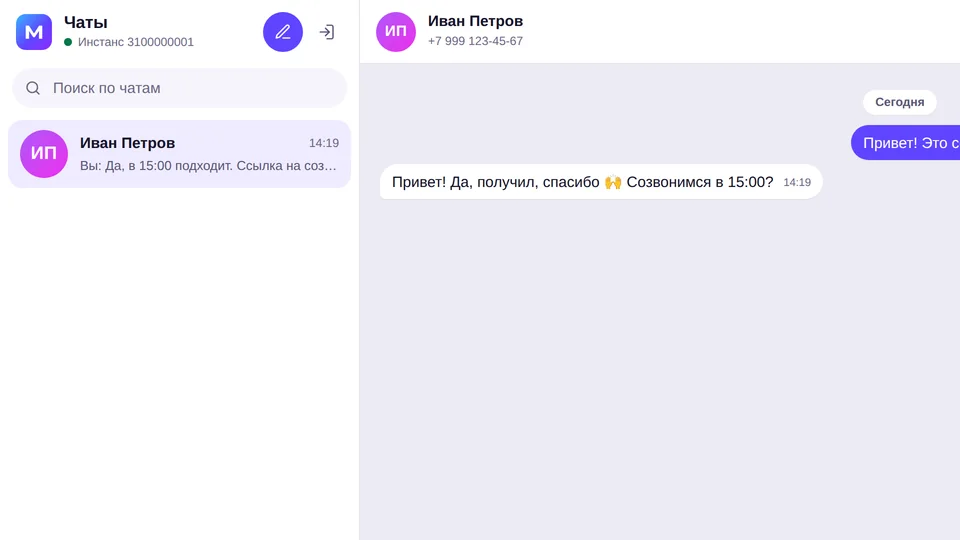 Чаты
Инстанс 3100000001
Поиск по чатам
ИП
Иван Петров
14:19
Вы: Да, в 15:00 подходит. Ссылка на соз…
ИП
Иван Петров
+7 999 123-45-67
Сегодня
Привет! Это с
Привет! Да, получил, спасибо 🙌 Созвонимся в 15:00? 14:19